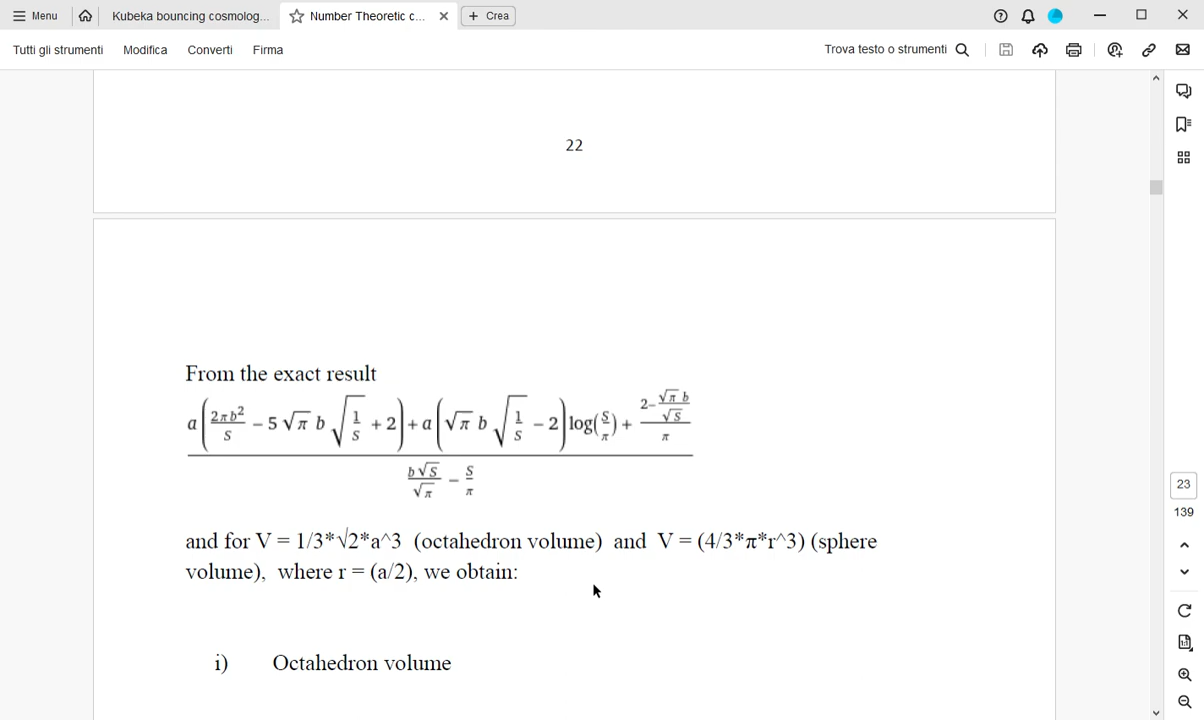 Menu
Kubeka bouncing cosmolog...
Number Theoretic c...
+ Crea
Tutti gli strumenti
Modifica
Converti
Firma
Trova testo o strumenti
22
From the exact result
a(2πb²/S − 5 √π b √(1/S) + 2) + a(√π b √(1/S) − 2) log(S/π) + (2− √π b/√S)/π
b√S/√π − S/π
and for V = 1/3*√2*a^3 (octahedron volume) and V = (4/3*π*r^3) (sphere
volume), where r = (a/2), we obtain:
i) Octahedron volume
23
139
1:1